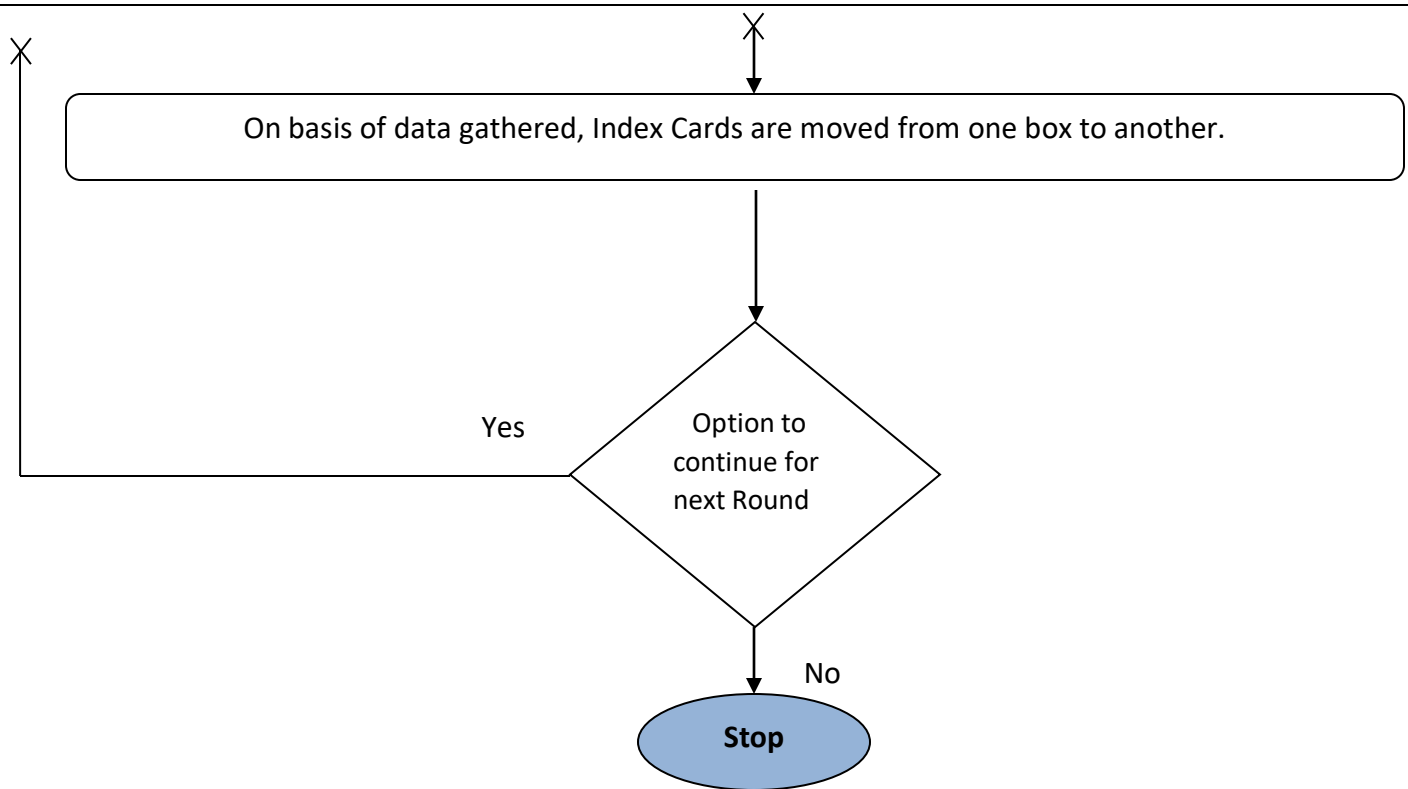 On basis of data gathered, Index Cards are moved from one box to another.
Yes
Option to
continue for
next Round
No
Stop